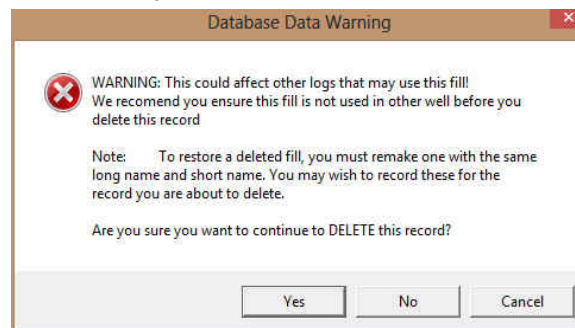 Database Data Warning
WARNING: This could affect other logs that may use this fill!
We recomend you ensure this fill is not used in other well before you
delete this record
Note: To restore a deleted fill, you must remake one with the same
long name and short name. You may wish to record these for the
record you are about to delete.
Are you sure you want to continue to DELETE this record?
Yes No Cancel